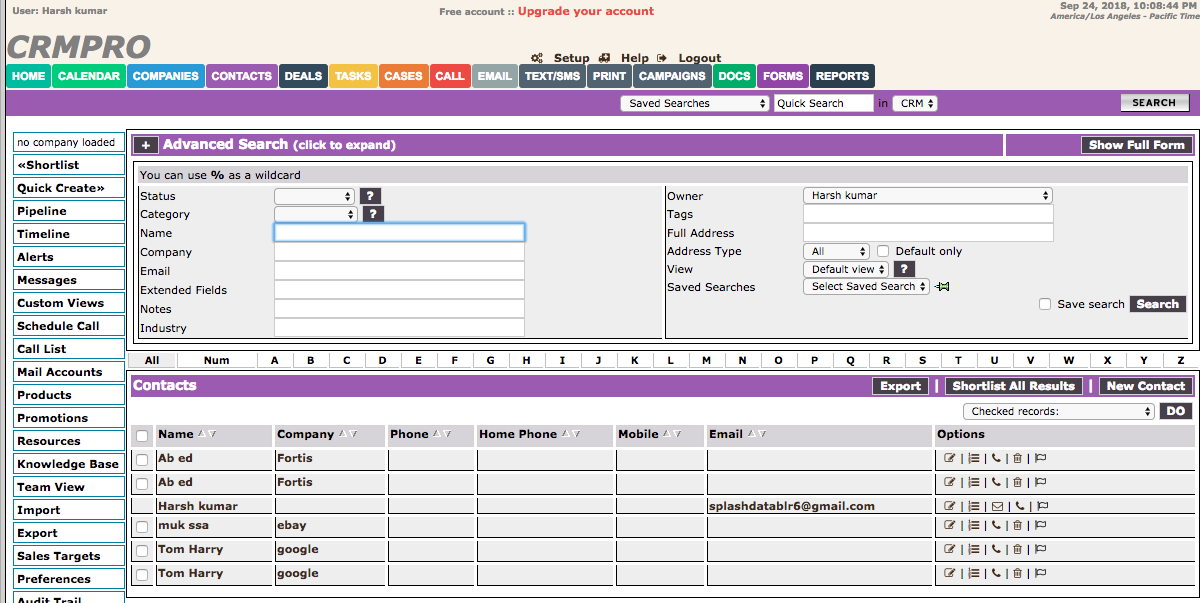 User: Harsh kumar
Free account :: Upgrade your account
Sep 24, 2018, 10:08:44 PM
America/Los Angeles - Pacific Time
CRMPRO
Setup Help Logout
HOME CALENDAR COMPANIES CONTACTS DEALS TASKS CASES CALL EMAIL TEXT/SMS PRINT CAMPAIGNS DOCS FORMS REPORTS
Saved Searches Quick Search in CRM SEARCH
no company loaded
«Shortlist
Quick Create»
Pipeline
Timeline
Alerts
Messages
Custom Views
Schedule Call
Call List
Mail Accounts
Products
Promotions
Resources
Knowledge Base
Team View
Import
Export
Sales Targets
Preferences
Audit Trail
+ Advanced Search (click to expand) Show Full Form
You can use % as a wildcard
Status ?
Category ?
Name
Company
Email
Extended Fields
Notes
Industry
Owner Harsh kumar
Tags
Full Address
Address Type All Default only
View Default view ?
Saved Searches Select Saved Search
Save search Search
All Num A B C D E F G H I J K L M N O P Q R S T U V W X Y Z
Contacts Export | Shortlist All Results | New Contact
Checked records: DO
Name Company Phone Home Phone Mobile Email Options
Ab ed Fortis
Ab ed Fortis
Harsh kumar splashdatablr6@gmail.com
muk ssa ebay
Tom Harry google
Tom Harry google